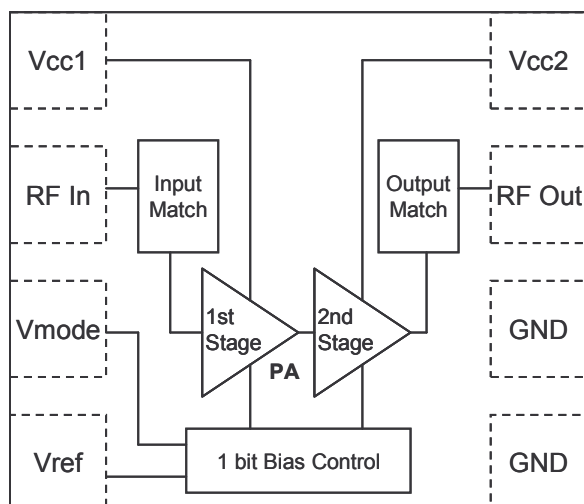 Vcc1
Vcc2
RF In
Input
Match
Output
Match
RF Out
Vmode
1st
Stage
PA
2nd
Stage
GND
Vref
1 bit Bias Control
GND